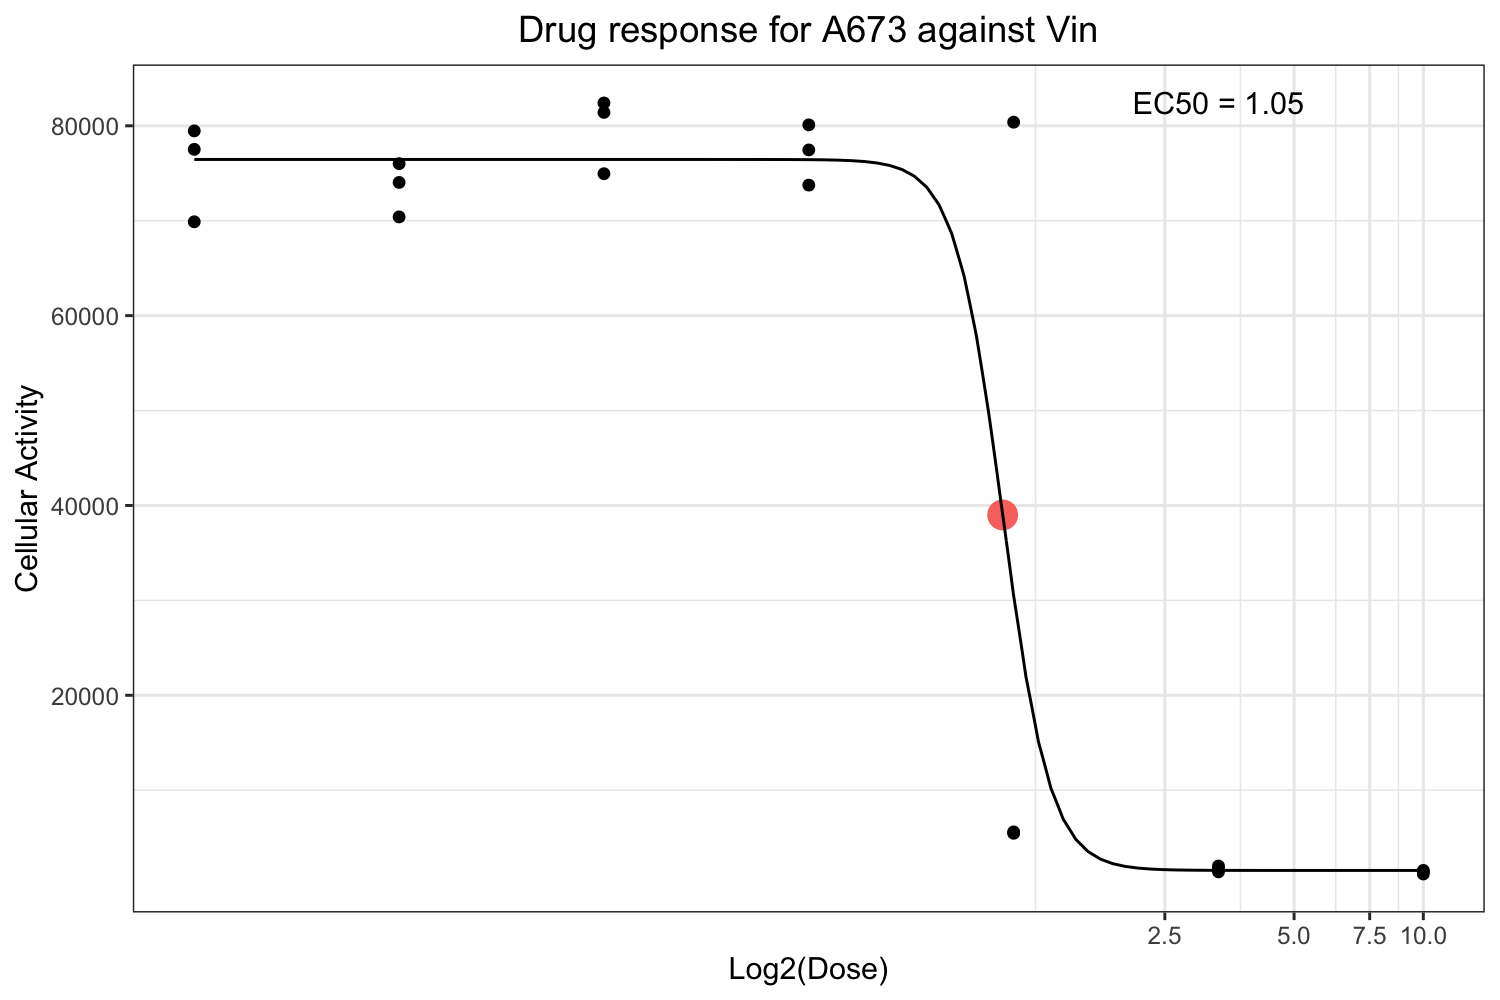 Drug response for A673 against Vin
EC50 = 1.05
80000
60000
40000
20000
Cellular Activity
2.5 5.0 7.5 10.0
Log2(Dose)